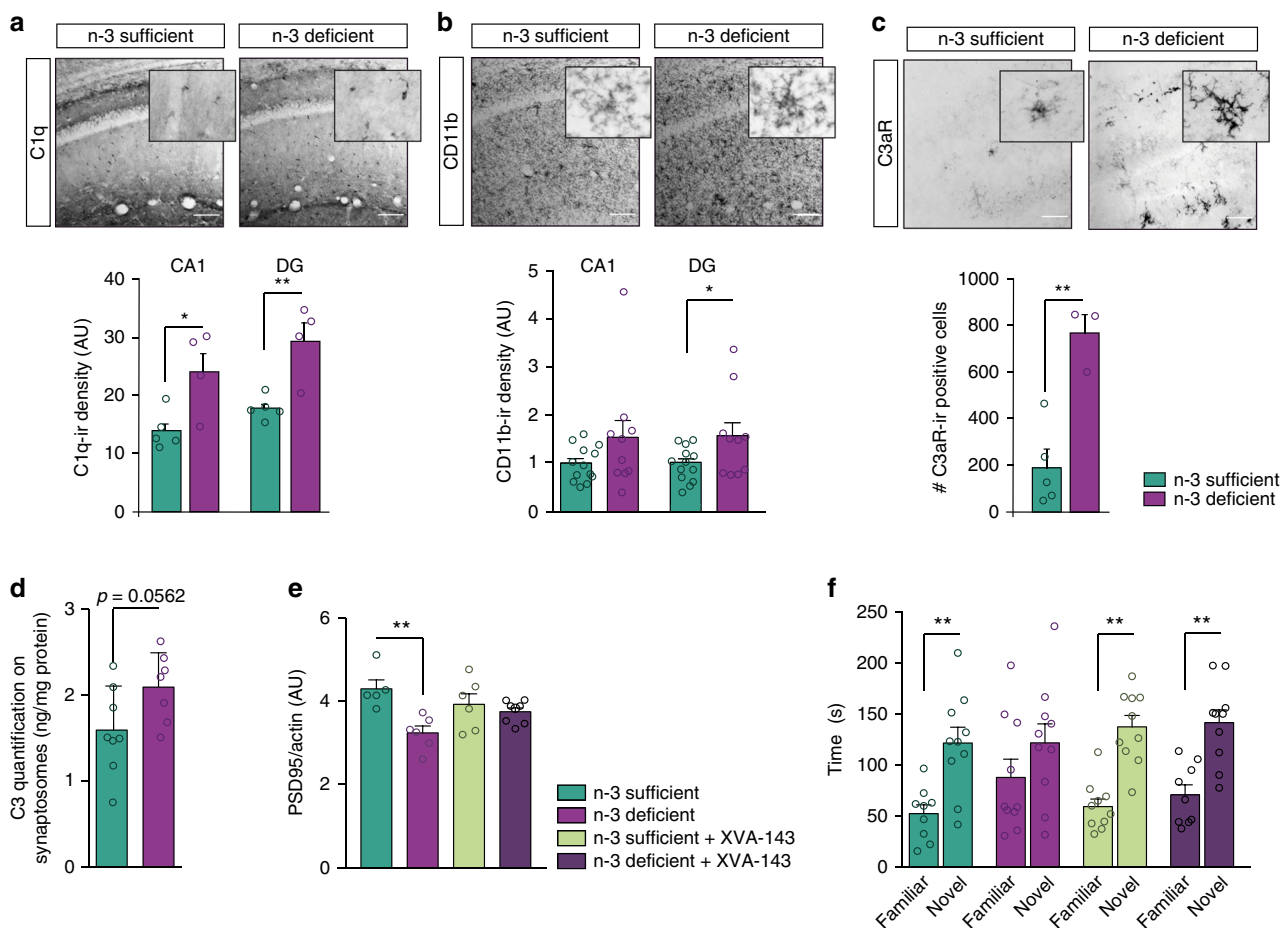 a
n-3 sufficient
n-3 deficient
C1q
C1q-ir density (AU)
CA1
DG
*
**
40
30
20
10
0
b
n-3 sufficient
n-3 deficient
CD11b
CD11b-ir density (AU)
CA1
DG
*
5
4
3
2
1
0
c
n-3 sufficient
n-3 deficient
C3aR
# C3aR-ir positive cells
**
1000
800
600
400
200
0
n-3 sufficient
n-3 deficient
d
C3 quantification on
synaptosomes (ng/mg protein)
p = 0.0562
3
2
1
0
e
PSD95/actin (AU)
**
6
4
2
0
n-3 sufficient
n-3 deficient
n-3 sufficient + XVA-143
n-3 deficient + XVA-143
f
Time (s)
** ** **
250
200
150
100
50
0
Familiar Novel Familiar Novel Familiar Novel Familiar Novel